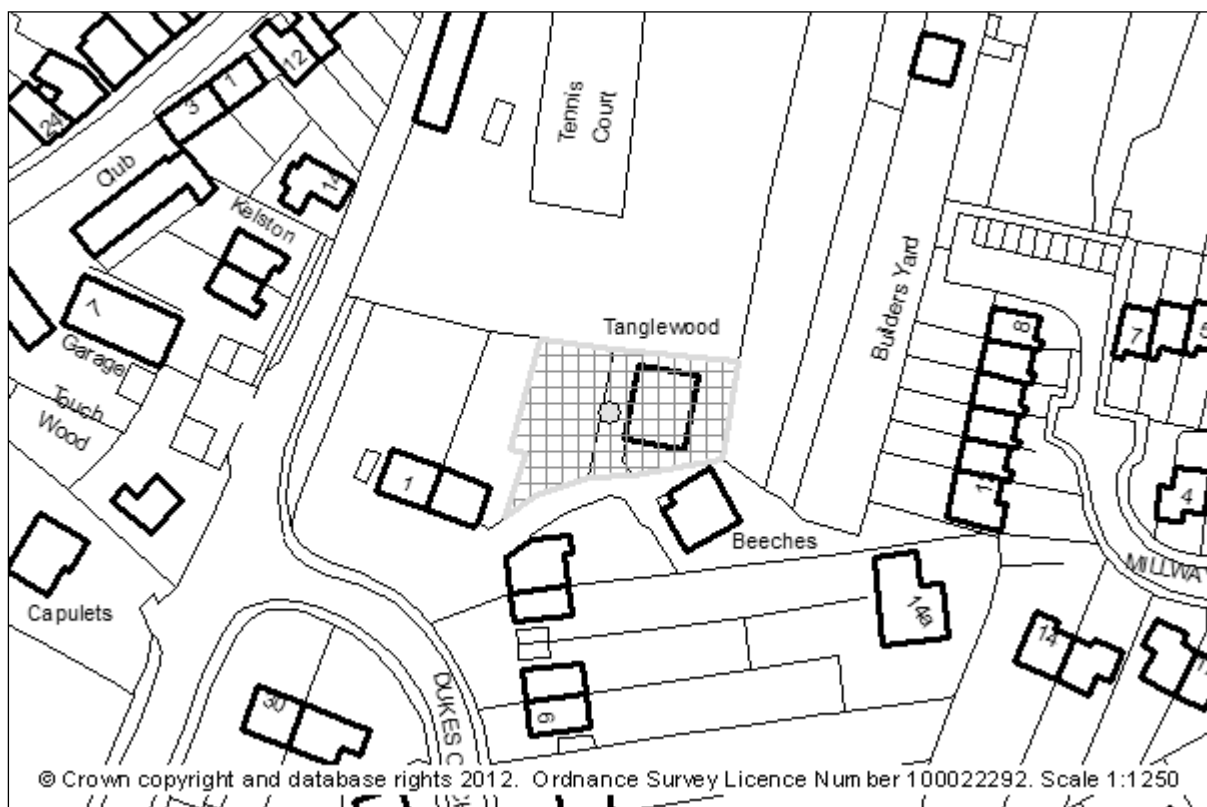 12
1
3
24
Club
14
Kelston
7
Garage
Touch
Wood
Capulets
Tennis
Court
Tanglewood
Builders Yard
8
7
5
1
1
4
Beeches
MILLWAY
14a
14
30
6
DUKES C
© Crown copyright and database rights 2012. Ordnance Survey Licence Number 100022292. Scale 1:1250